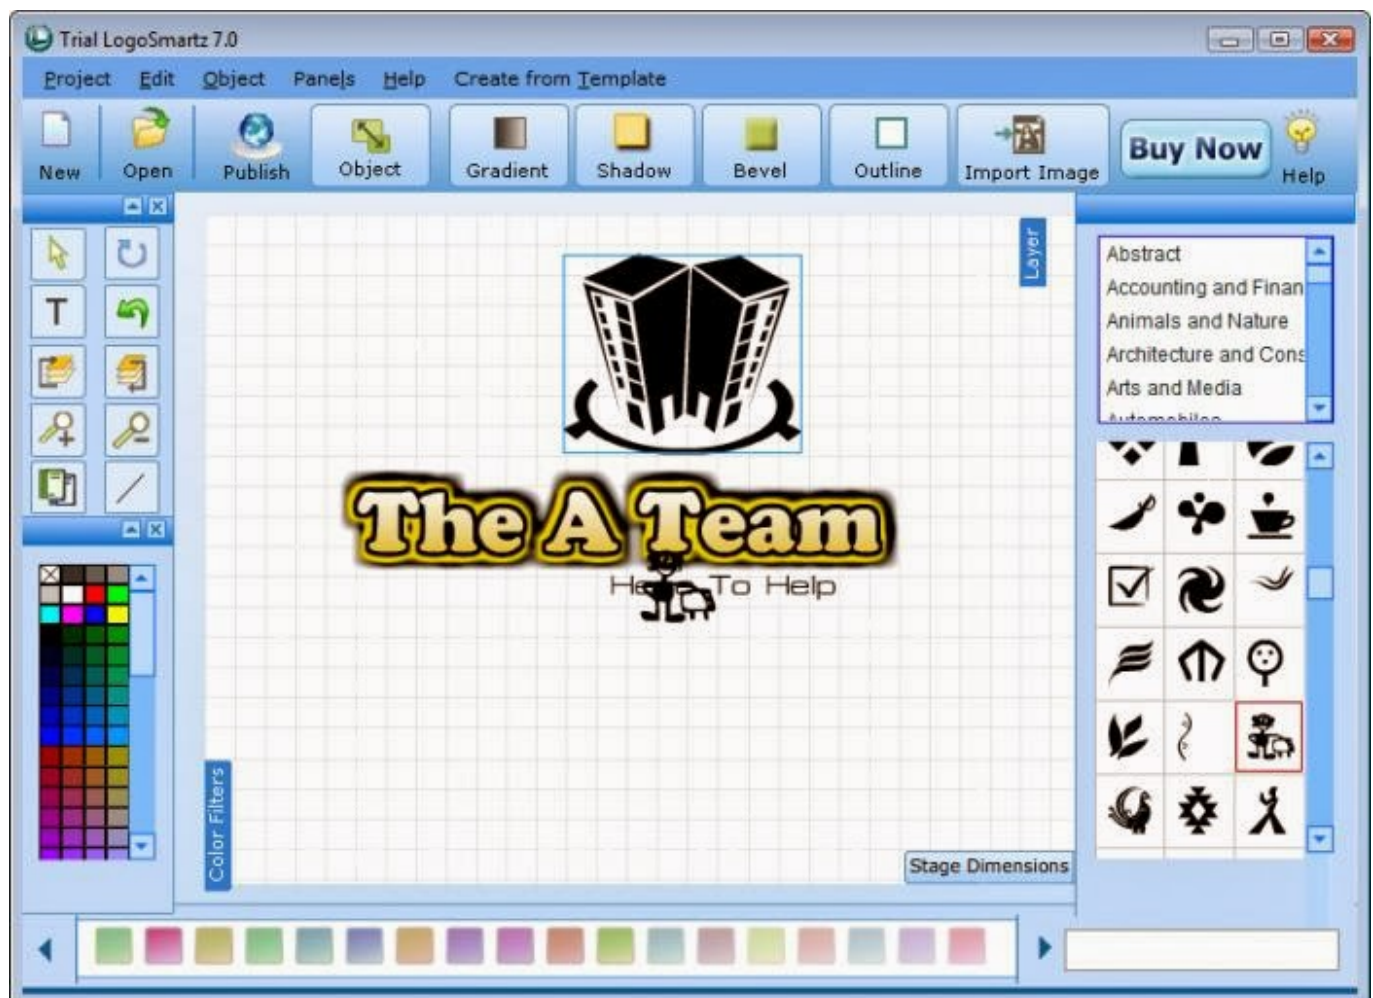 Trial LogoSmartz 7.0
Project Edit Object Panels Help Create from Template
New Open Publish Object Gradient Shadow Bevel Outline Import Image Buy Now Help
T
Layer
Abstract
Accounting and Finan
Animals and Nature
Architecture and Cons
Arts and Media
Automobiles
The A Team
To Help
Color Filters
Stage Dimensions